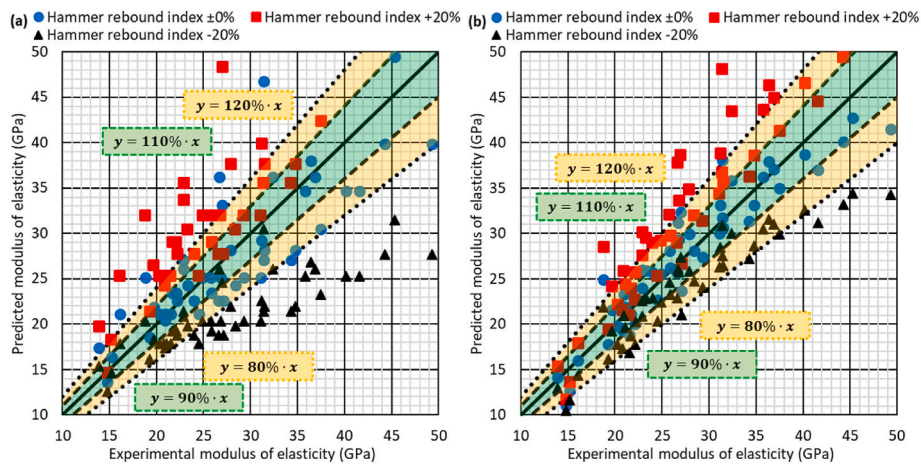 (a) Hammer rebound index ±0% Hammer rebound index +20%
Hammer rebound index -20%
50
45
40
35
30
25
20
15
10
Predicted modulus of elasticity (GPa)
y = 120% · x
y = 110% · x
y = 80% · x
y = 90% · x
10 15 20 25 30 35 40 45 50
Experimental modulus of elasticity (GPa)
(b) Hammer rebound index ±0% Hammer rebound index +20%
Hammer rebound index -20%
50
45
40
35
30
25
20
15
10
Predicted modulus of elasticity (GPa)
y = 120% · x
y = 110% · x
y = 80% · x
y = 90% · x
10 15 20 25 30 35 40 45 50
Experimental modulus of elasticity (GPa)